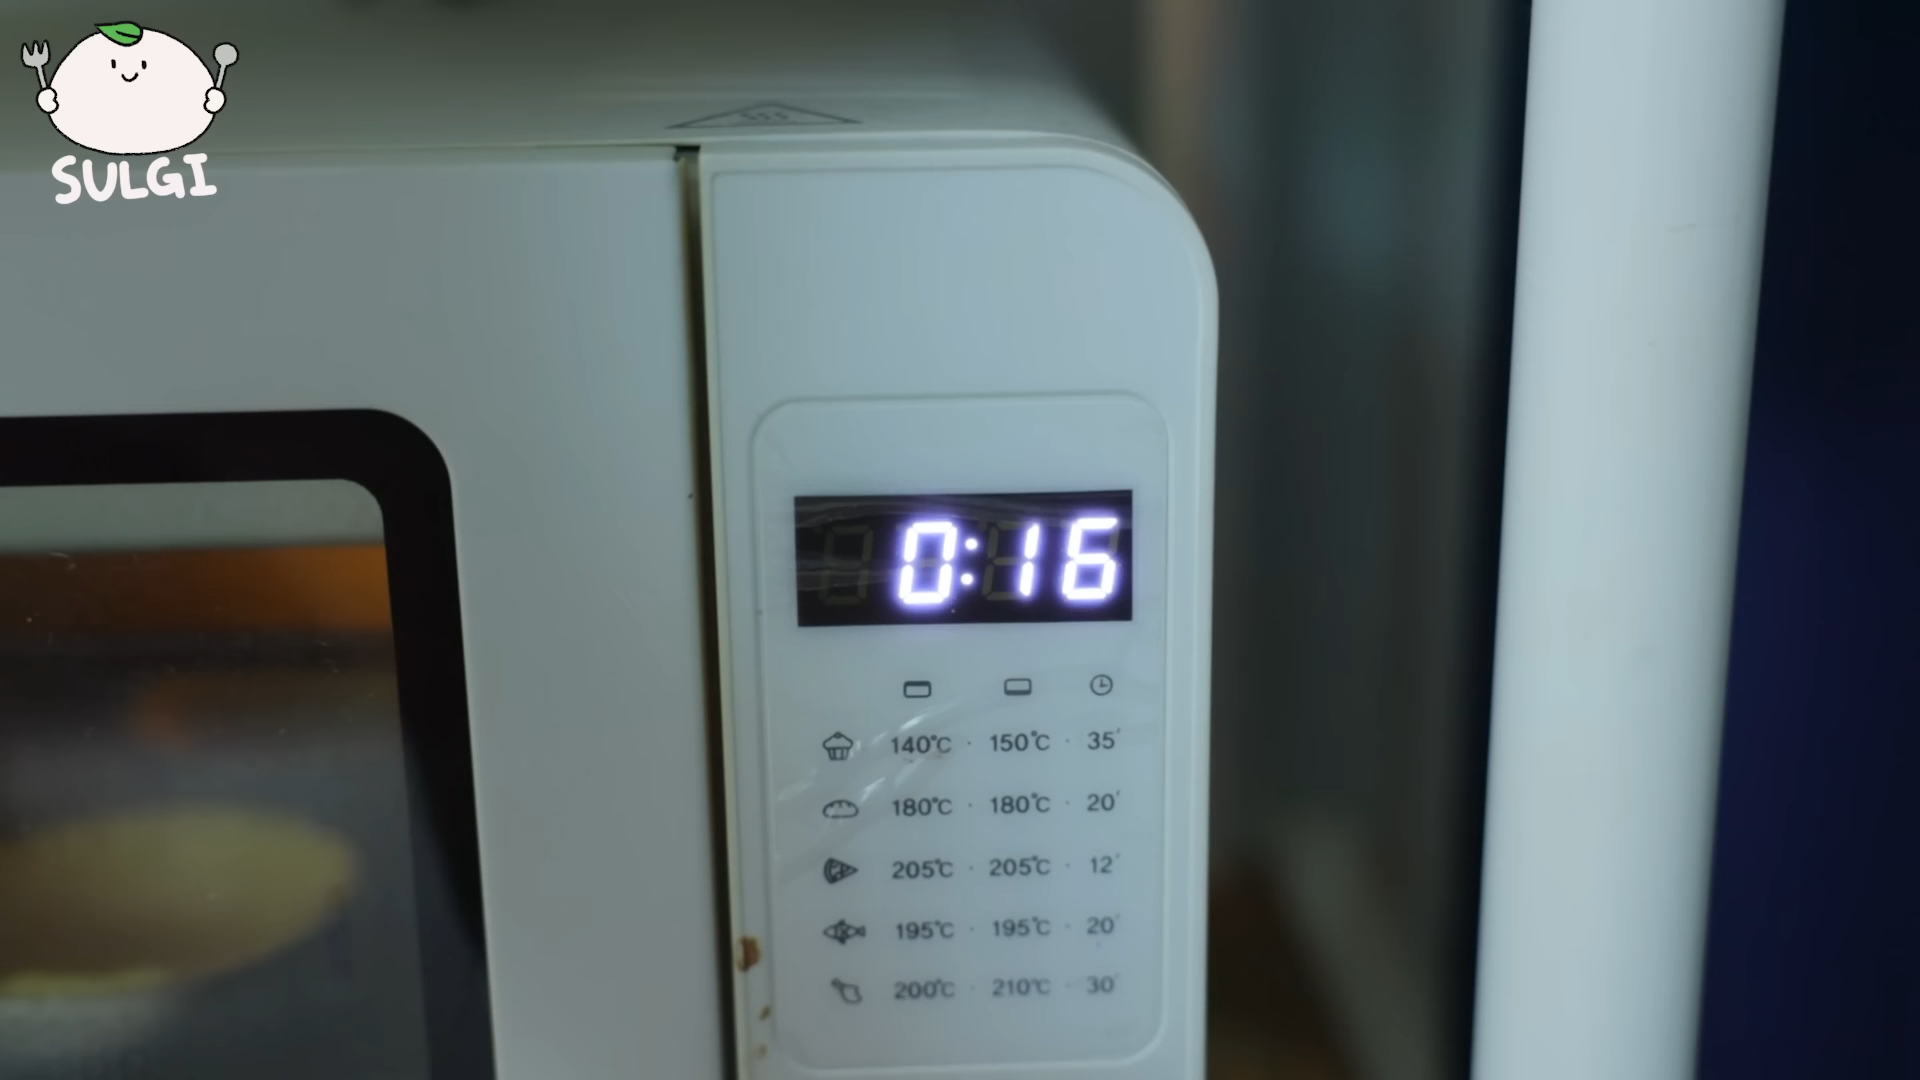 SULGI
0:16
140℃ · 150℃ · 35′
180℃ · 180℃ · 20′
205℃ · 205℃ · 12′
195℃ · 195℃ · 20′
200℃ · 210℃ · 30′